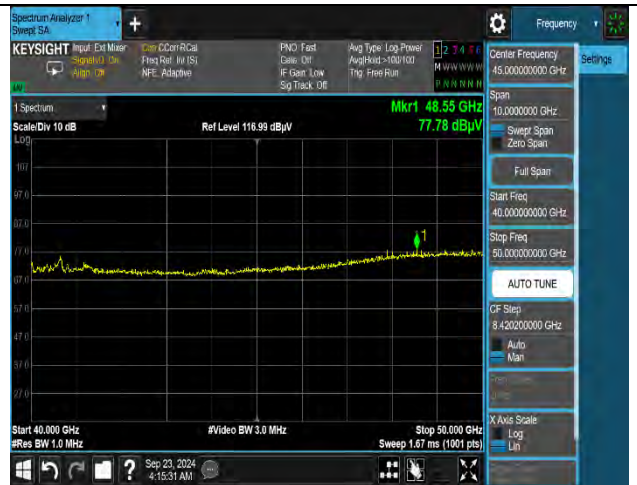 Spectrum Analyzer 1
Swept SA
+
Frequency
KEYSIGHT
Input: Ext Mixer
Signal ID: On
Align: Off
Corr CCorr RCal
Freq Ref: Int (S)
NFE: Adaptive
PNO: Fast
Gate: Off
IF Gain: Low
Sig Track: Off
Avg Type: Log-Power
Avg|Hold:>100/100
Trig: Free Run
1 2 3 4 5 6
M W W W W W
P N N N N N
1 Spectrum
Scale/Div 10 dB
Log
Ref Level 116.99 dBµV
Mkr1 48.55 GHz
77.78 dBµV
107
97.0
87.0
77.0
67.0
57.0
47.0
37.0
27.0
1
Start 40.000 GHz
#Res BW 1.0 MHz
#Video BW 3.0 MHz
Stop 50.000 GHz
Sweep 1.67 ms (1001 pts)
?
Sep 23, 2024
4:15:31 AM
Center Frequency
45.000000000 GHz
Settings
Span
10.0000000 GHz
Swept Span
Zero Span
Full Span
Start Freq
40.000000000 GHz
Stop Freq
50.000000000 GHz
AUTO TUNE
CF Step
8.420200000 GHz
Auto
Man
X Axis Scale
Log
Lin